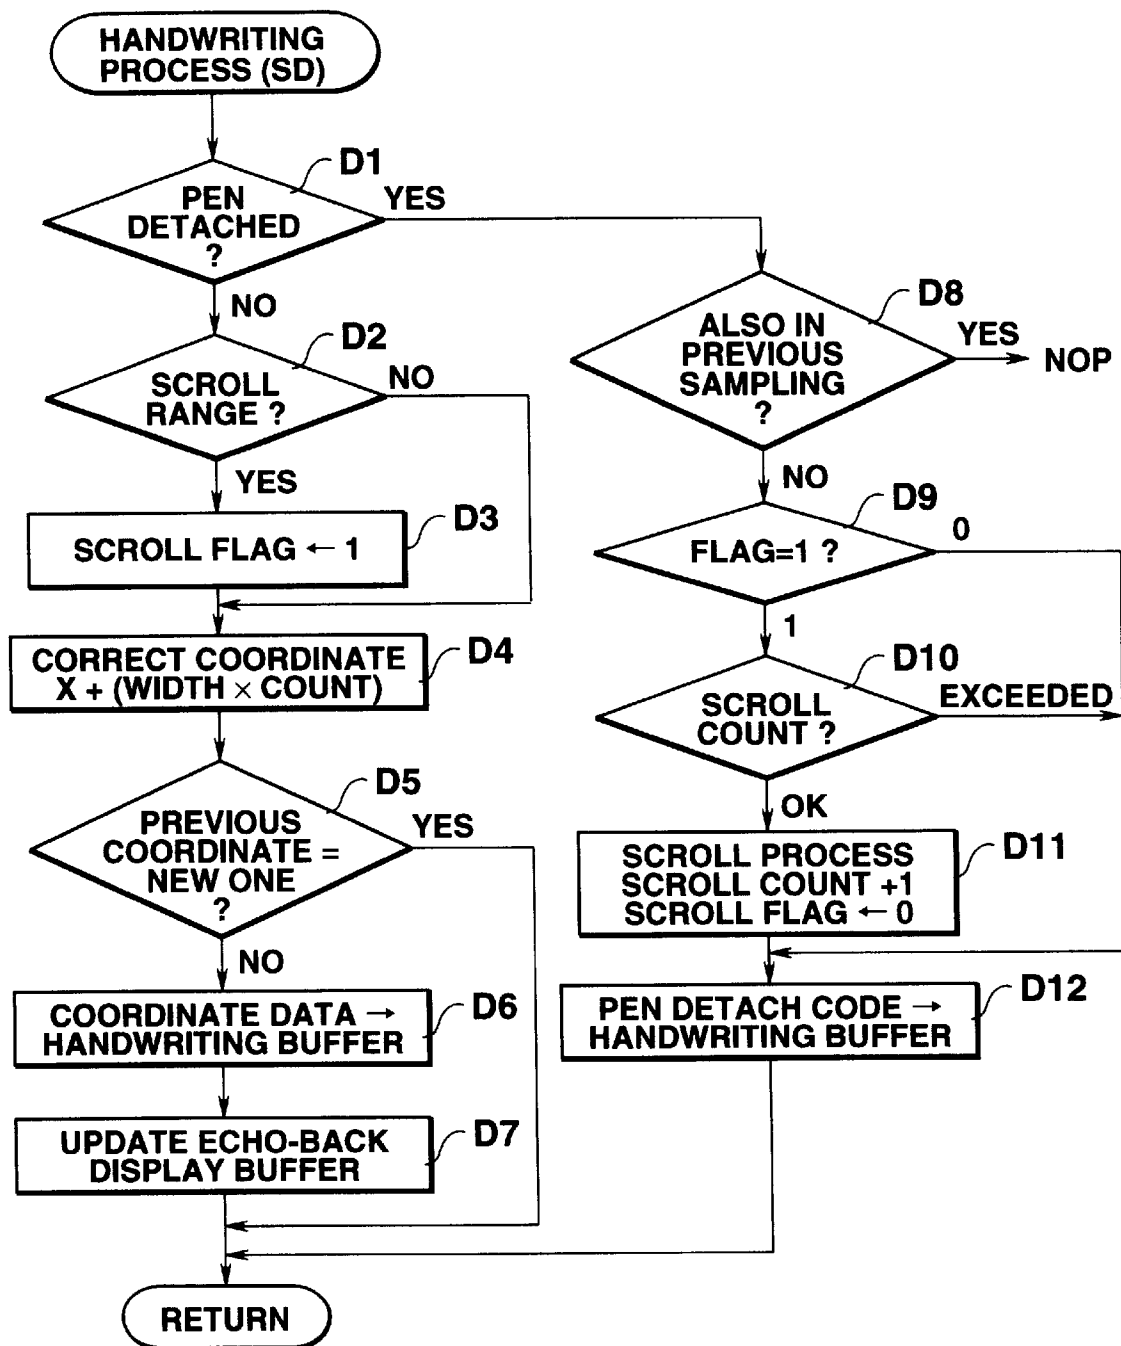 HANDWRITING
PROCESS (SD)
D1
PEN
DETACHED
?
YES
NO
D2
SCROLL
RANGE ?
NO
YES
D3
SCROLL FLAG ← 1
D4
CORRECT COORDINATE
X + (WIDTH × COUNT)
D5
PREVIOUS
COORDINATE =
NEW ONE
?
YES
NO
D6
COORDINATE DATA →
HANDWRITING BUFFER
D7
UPDATE ECHO-BACK
DISPLAY BUFFER
RETURN
D8
ALSO IN
PREVIOUS
SAMPLING
?
YES
NOP
NO
D9
FLAG=1 ?
0
1
D10
SCROLL
COUNT ?
EXCEEDED
OK
D11
SCROLL PROCESS
SCROLL COUNT +1
SCROLL FLAG ← 0
D12
PEN DETACH CODE →
HANDWRITING BUFFER